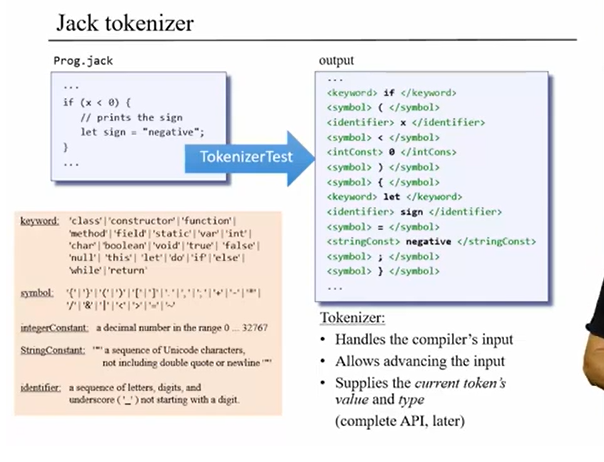 Jack tokenizer
Prog.jack
...
if (x < 0) {
// prints the sign
let sign = "negative";
}
...
TokenizerTest
output
...
<keyword> if </keyword>
<symbol> ( </symbol>
<identifier> x </identifier>
<symbol> < </symbol>
<intConst> 0 </intCons>
<symbol> ) </symbol>
<symbol> { </symbol>
<keyword> let </keyword>
<identifier> sign </identifier>
<symbol> = </symbol>
<stringConst> negative </stringConst>
<symbol> ; </symbol>
<symbol> } </symbol>
...
keyword: 'class'|'constructor'|'function'|
'method'|'field'|'static'|'var'|'int'|
'char'|'boolean'|'void'|'true'|'false'|
'null'|'this'|'let'|'do'|'if'|'else'|
'while'|'return'
symbol: '{'|'}'|'('|')'|'['|']'|'.'|','|';'|'+'|'-'|'*'|
'/'|'&'|'|'|'<'|'>'|'='|'~'
integerConstant: a decimal number in the range 0 ... 32767
StringConstant: '"' a sequence of Unicode characters,
not including double quote or newline '"'
identifier: a sequence of letters, digits, and
underscore ( '_' ) not starting with a digit.
Tokenizer:
• Handles the compiler's input
• Allows advancing the input
• Supplies the current token's
value and type
(complete API, later)